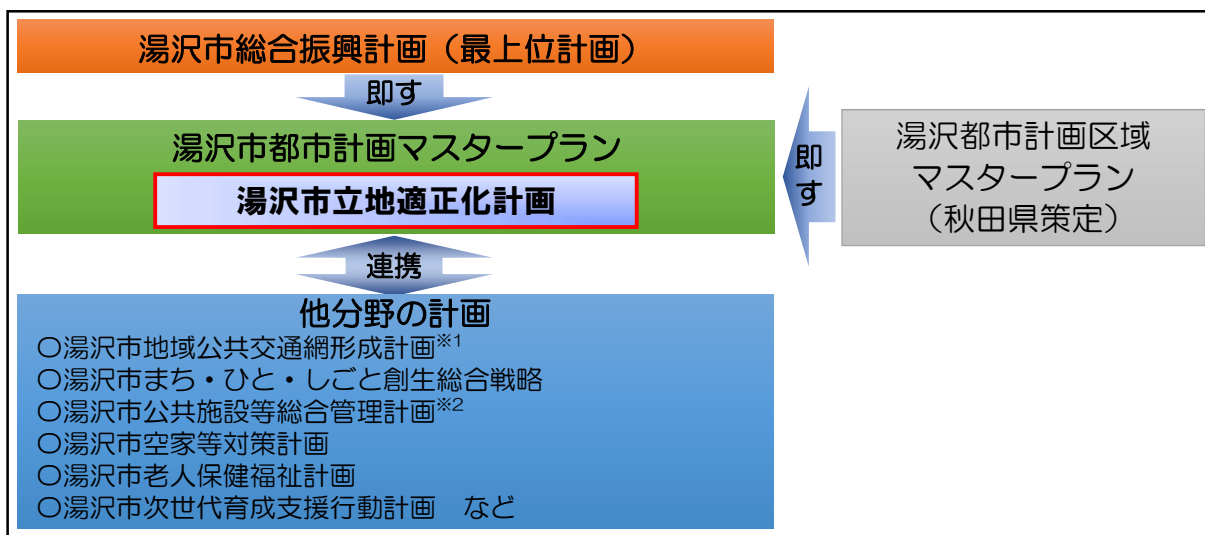 湯沢市総合振興計画（最上位計画）
即す
湯沢市都市計画マスタープラン
湯沢市立地適正化計画
即す
湯沢都市計画区域
マスタープラン
（秋田県策定）
連携
他分野の計画
○湯沢市地域公共交通網形成計画※1
○湯沢市まち・ひと・しごと創生総合戦略
○湯沢市公共施設等総合管理計画※2
○湯沢市空家等対策計画
○湯沢市老人保健福祉計画
○湯沢市次世代育成支援行動計画　など